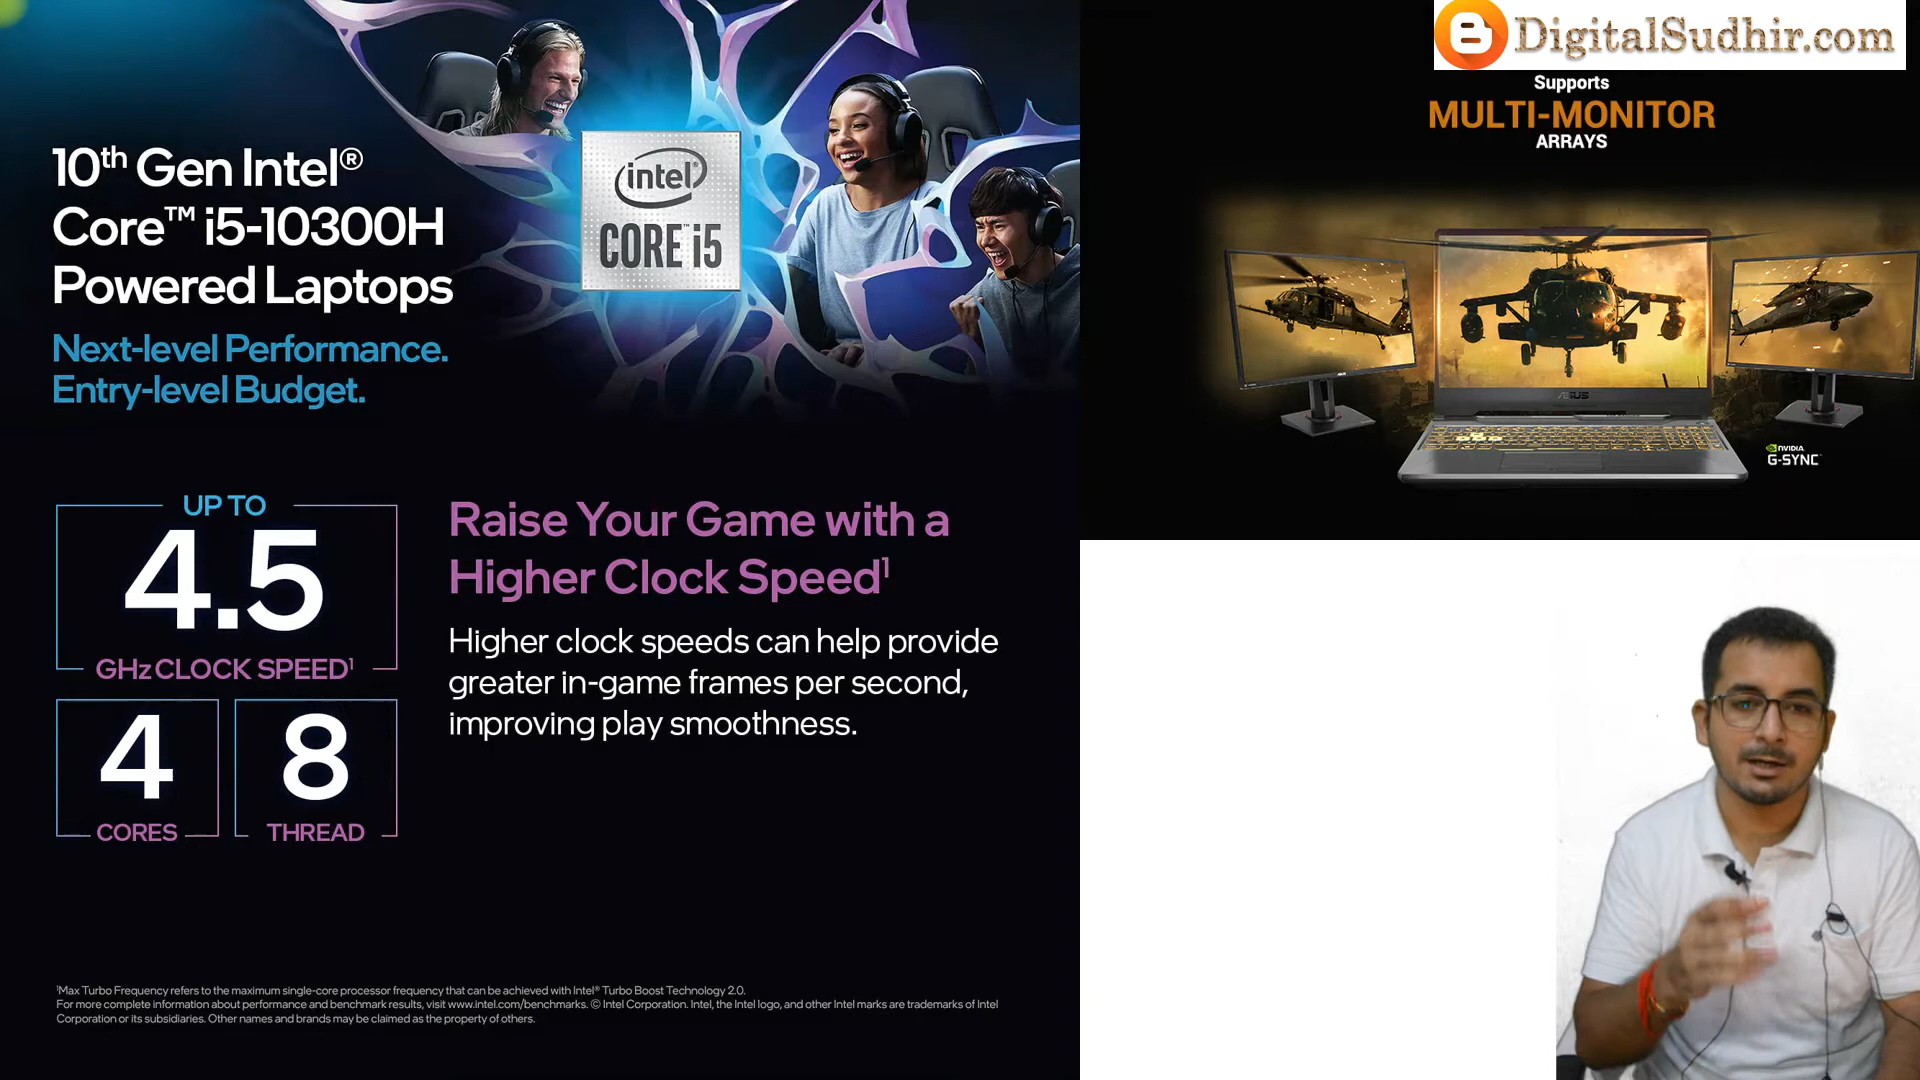 10th Gen Intel®
Core™ i5-10300H
Powered Laptops
Next-level Performance.
Entry-level Budget.
intel®
CORE™ i5
UP TO
4.5
GHz CLOCK SPEED¹
4
CORES
8
THREAD
Raise Your Game with a
Higher Clock Speed¹
Higher clock speeds can help provide
greater in-game frames per second,
improving play smoothness.
¹Max Turbo Frequency refers to the maximum single-core processor frequency that can be achieved with Intel® Turbo Boost Technology 2.0.
For more complete information about performance and benchmark results, visit www.intel.com/benchmarks. © Intel Corporation. Intel, the Intel logo, and other Intel marks are trademarks of Intel
Corporation or its subsidiaries. Other names and brands may be claimed as the property of others.
DigitalSudhir.com
Supports
MULTI-MONITOR
ARRAYS
ASUS
NVIDIA
G-SYNC™